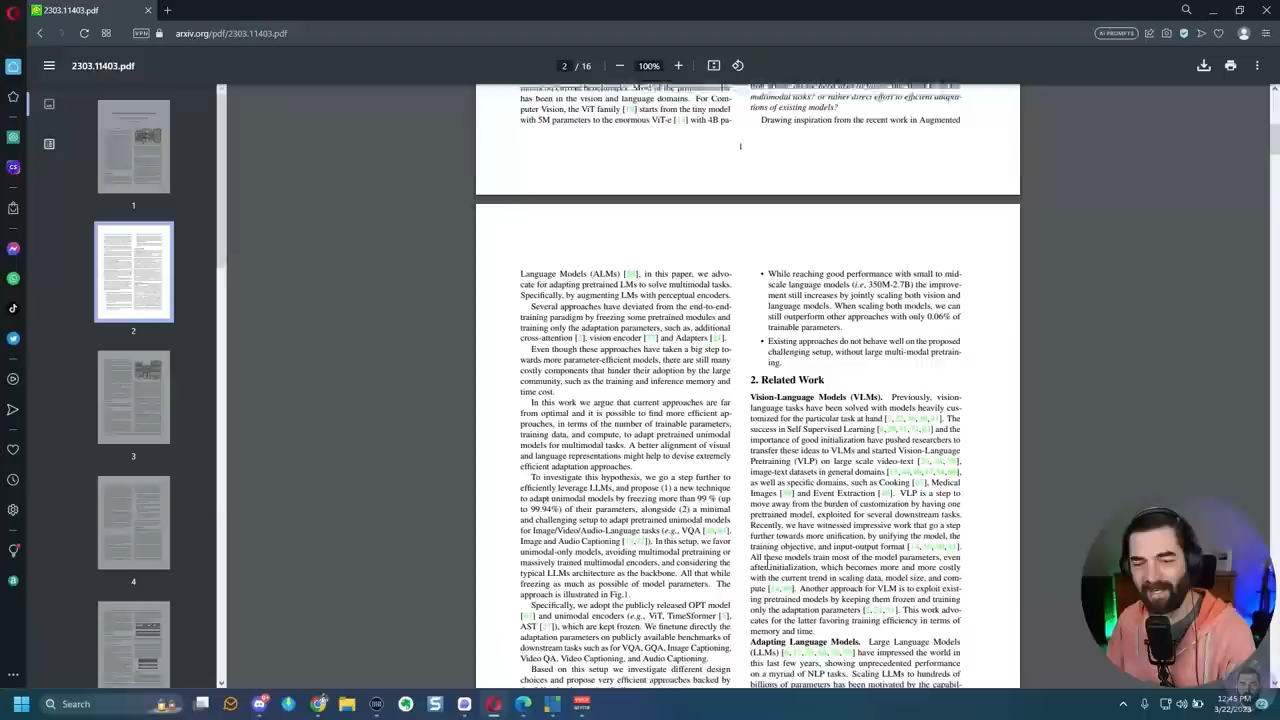 2303.11403.pdf
arxiv.org/pdf/2303.11403.pdf
VPN
AI PROMPTS
2303.11403.pdf
2 / 16
100%
has been in the vision and language domains. For Com-
puter Vision, the ViT family [ ] starts from the tiny model
with 5M parameters to the enormous ViT-e [ ] with 4B pa-
multimodal tasks? or rather direct effort to efficient adapta-
tions of existing models?
Drawing inspiration from the recent work in Augmented
1
1
2
3
4
Language Models (ALMs) [ ], in this paper, we advo-
cate for adapting pretrained LMs to solve multimodal tasks.
Specifically, by augmenting LMs with perceptual encoders.
Several approaches have deviated from the end-to-end-
training paradigm by freezing some pretrained modules and
training only the adaptation parameters, such as, additional
cross-attention [ ], vision encoder [ ] and Adapters [ ].
Even though these approaches have taken a big step to-
wards more parameter-efficient models, there are still many
costly components that hinder their adoption by the large
community, such as the training and inference memory and
time cost.
In this work we argue that current approaches are far
from optimal and it is possible to find more efficient ap-
proaches, in terms of the number of trainable parameters,
training data, and compute, to adapt pretrained unimodal
models for multimodal tasks. A better alignment of visual
and language representations might help to devise extremely
efficient adaptation approaches.
To investigate this hypothesis, we go a step further to
efficiently leverage LLMs, and propose (1) a new technique
to adapt unimodal models by freezing more than 99 % (up
to 99.94%) of their parameters, alongside (2) a minimal
and challenging setup to adapt pretrained unimodal models
for Image/Video/Audio-Language tasks (e.g., VQA [ ],
Image and Audio Captioning [ ]). In this setup, we favor
unimodal-only models, avoiding multimodal pretraining or
massively trained multimodal encoders, and considering the
typical LLMs architecture as the backbone. All that while
freezing as much as possible of model parameters. The
approach is illustrated in Fig.1.
Specifically, we adopt the publicly released OPT model
[ ] and unimodal encoders (e.g., ViT, TimeSformer [ ],
AST [ ]), which are kept frozen. We finetune directly the
adaptation parameters on publicly available benchmarks of
downstream tasks such as for VQA, GQA, Image Captioning,
Video QA, Video Captioning, and Audio Captioning.
Based on this setup we investigate different design
choices and propose very efficient approaches backed by
• While reaching good performance with small to mid-
scale language models (i.e, 350M-2.7B) the improve-
ment still increases by jointly scaling both vision and
language models. When scaling both models, we can
still outperform other approaches with only 0.06% of
trainable parameters.
• Existing approaches do not behave well on the proposed
challenging setup, without large multi-modal pretrain-
ing.
2. Related Work
Vision-Language Models (VLMs). Previously, vision-
language tasks have been solved with models heavily cus-
tomized for the particular task at hand [ ]. The
success in Self Supervised Learning [ ] and the
importance of good initialization have pushed researchers to
transfer these ideas to VLMs and started Vision-Language
Pretraining (VLP) on large scale video-text [ ],
image-text datasets in general domains [ ],
as well as specific domains, such as Cooking [ ], Medical
Images [ ] and Event Extraction [ ]. VLP is a step to
move away from the burden of customization by having one
pretrained model, exploited for several downstream tasks.
Recently, we have witnessed impressive work that go a step
further towards more unification, by unifying the model, the
training objective, and input-output format [ ].
All these models train most of the model parameters, even
after initialization, which becomes more and more costly
with the current trend in scaling data, model size, and com-
pute [ ]. Another approach for VLM is to exploit exist-
ing pretrained models by keeping them frozen and training
only the adaptation parameters [ ]. This work advo-
cates for the latter favoring training efficiency in terms of
memory and time.
Adapting Language Models. Large Language Models
(LLMs) [ ] have impressed the world in
this last few years, showing unprecedented performance
on a myriad of NLP tasks. Scaling LLMs to hundreds of
billions of parameters has been motivated by the capabil-
Search
12:45 PM
3/22/2023